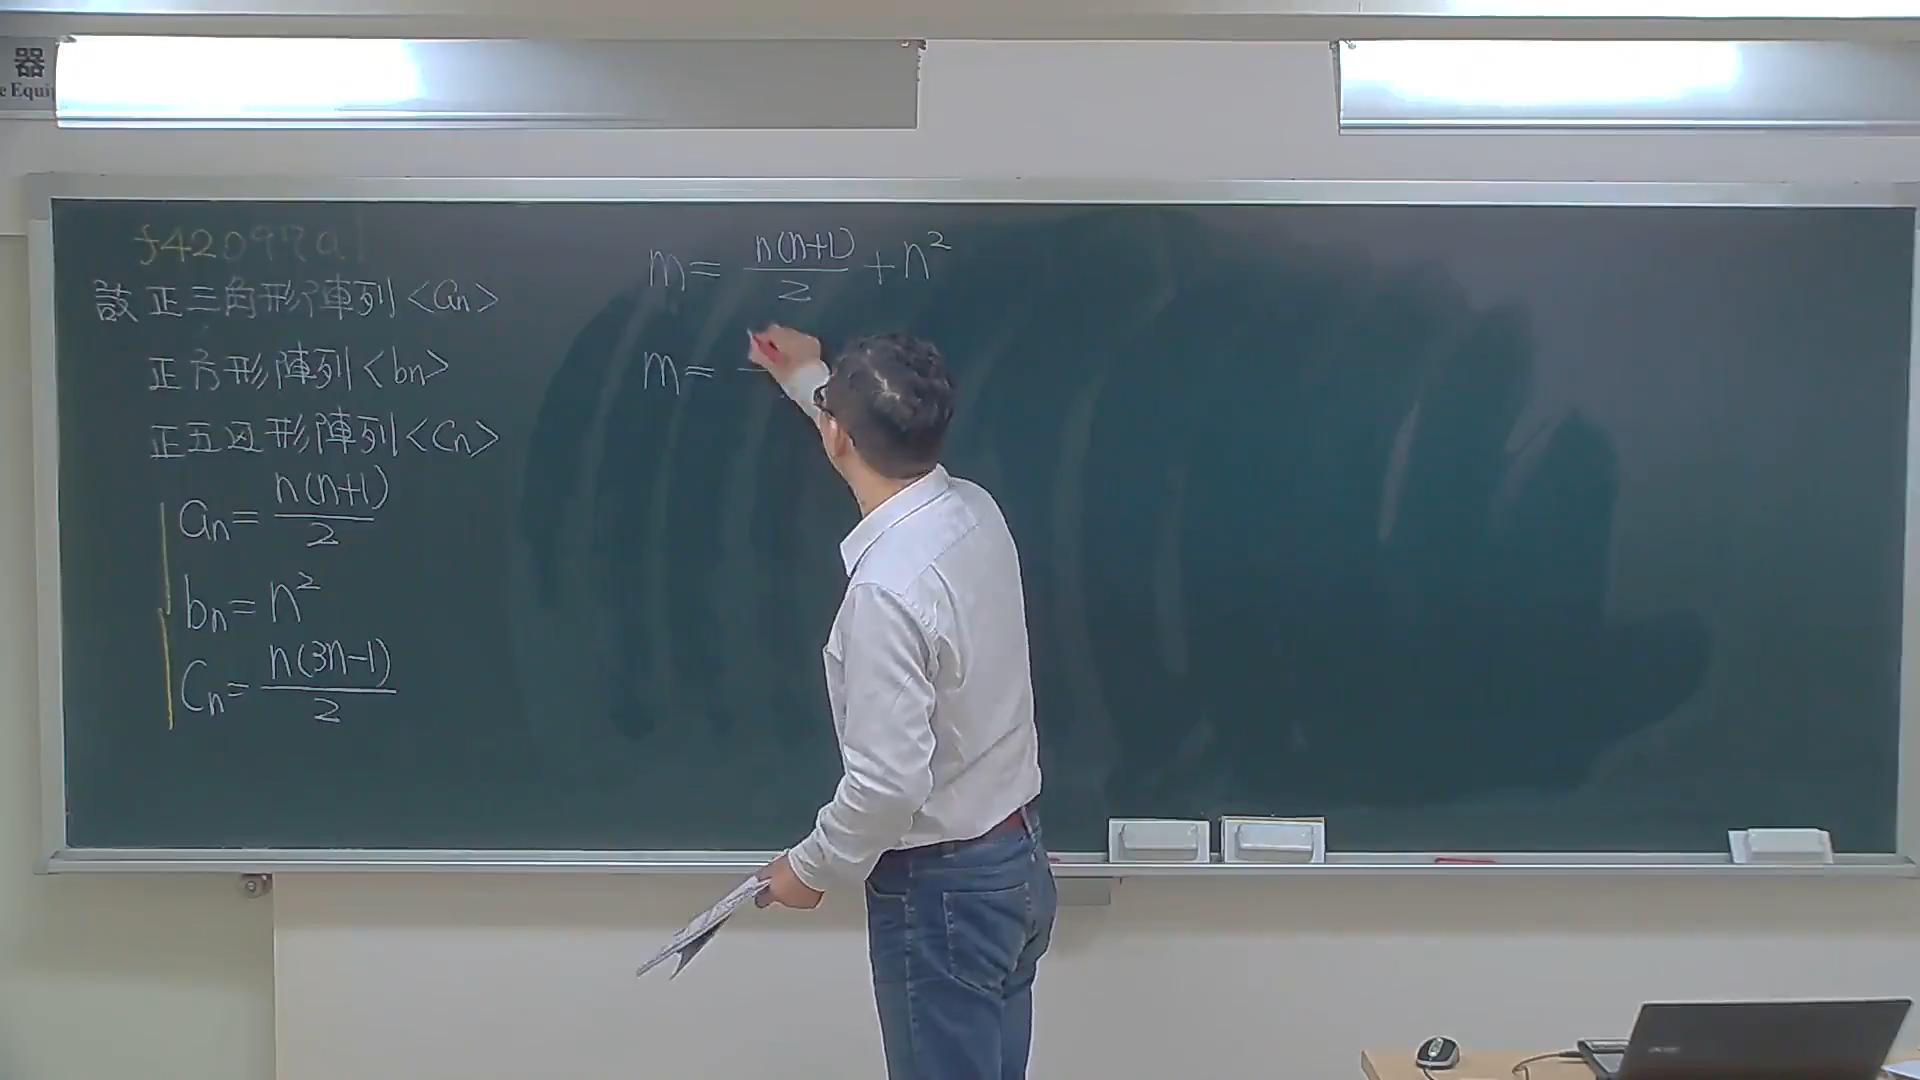 器
e Equip
f42097a1
設正三角形陣列<an>
正方形陣列<bn>
正五边形陣列<Cn>
an= n(n+1)/2
bn= n²
Cn= n(3n-1)/2
m= n(n+1)/2 +n²
m=